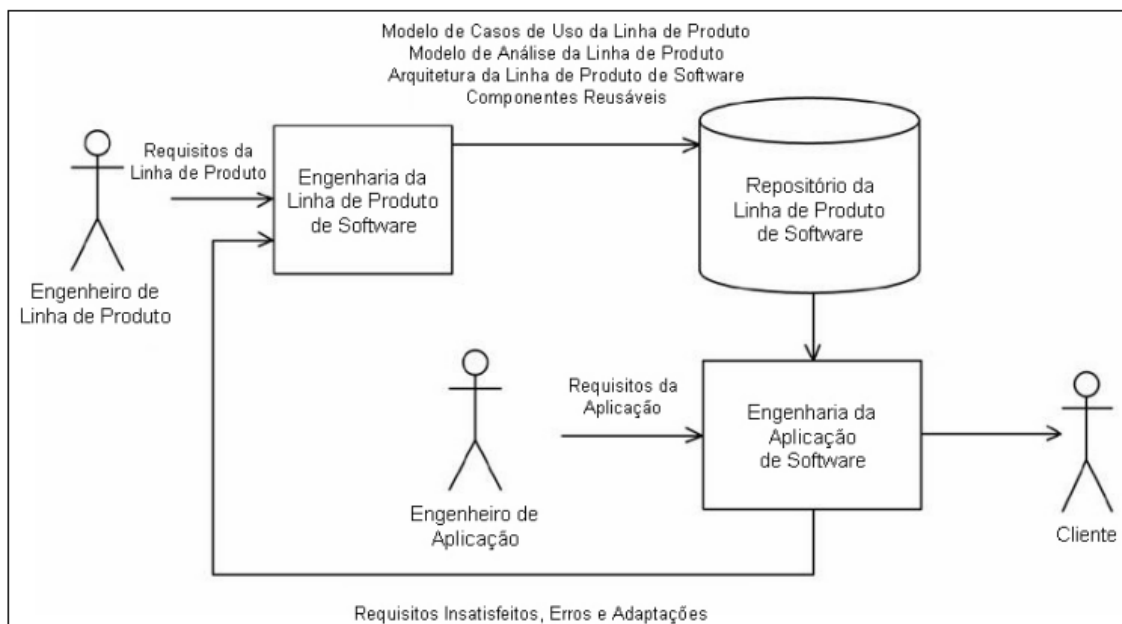 Modelo de Casos de Uso da Linha de Produto
Modelo de Análise da Linha de Produto
Arquitetura da Linha de Produto de Software
Componentes Reusáveis
Requisitos da
Linha de Produto
Engenharia da
Linha de Produto
de Software
Repositório da
Linha de Produto
de Software
Engenheiro de
Linha de Produto
Requisitos da
Aplicação
Engenharia da
Aplicação
de Software
Engenheiro de
Aplicação
Cliente
Requisitos Insatisfeitos, Erros e Adaptações